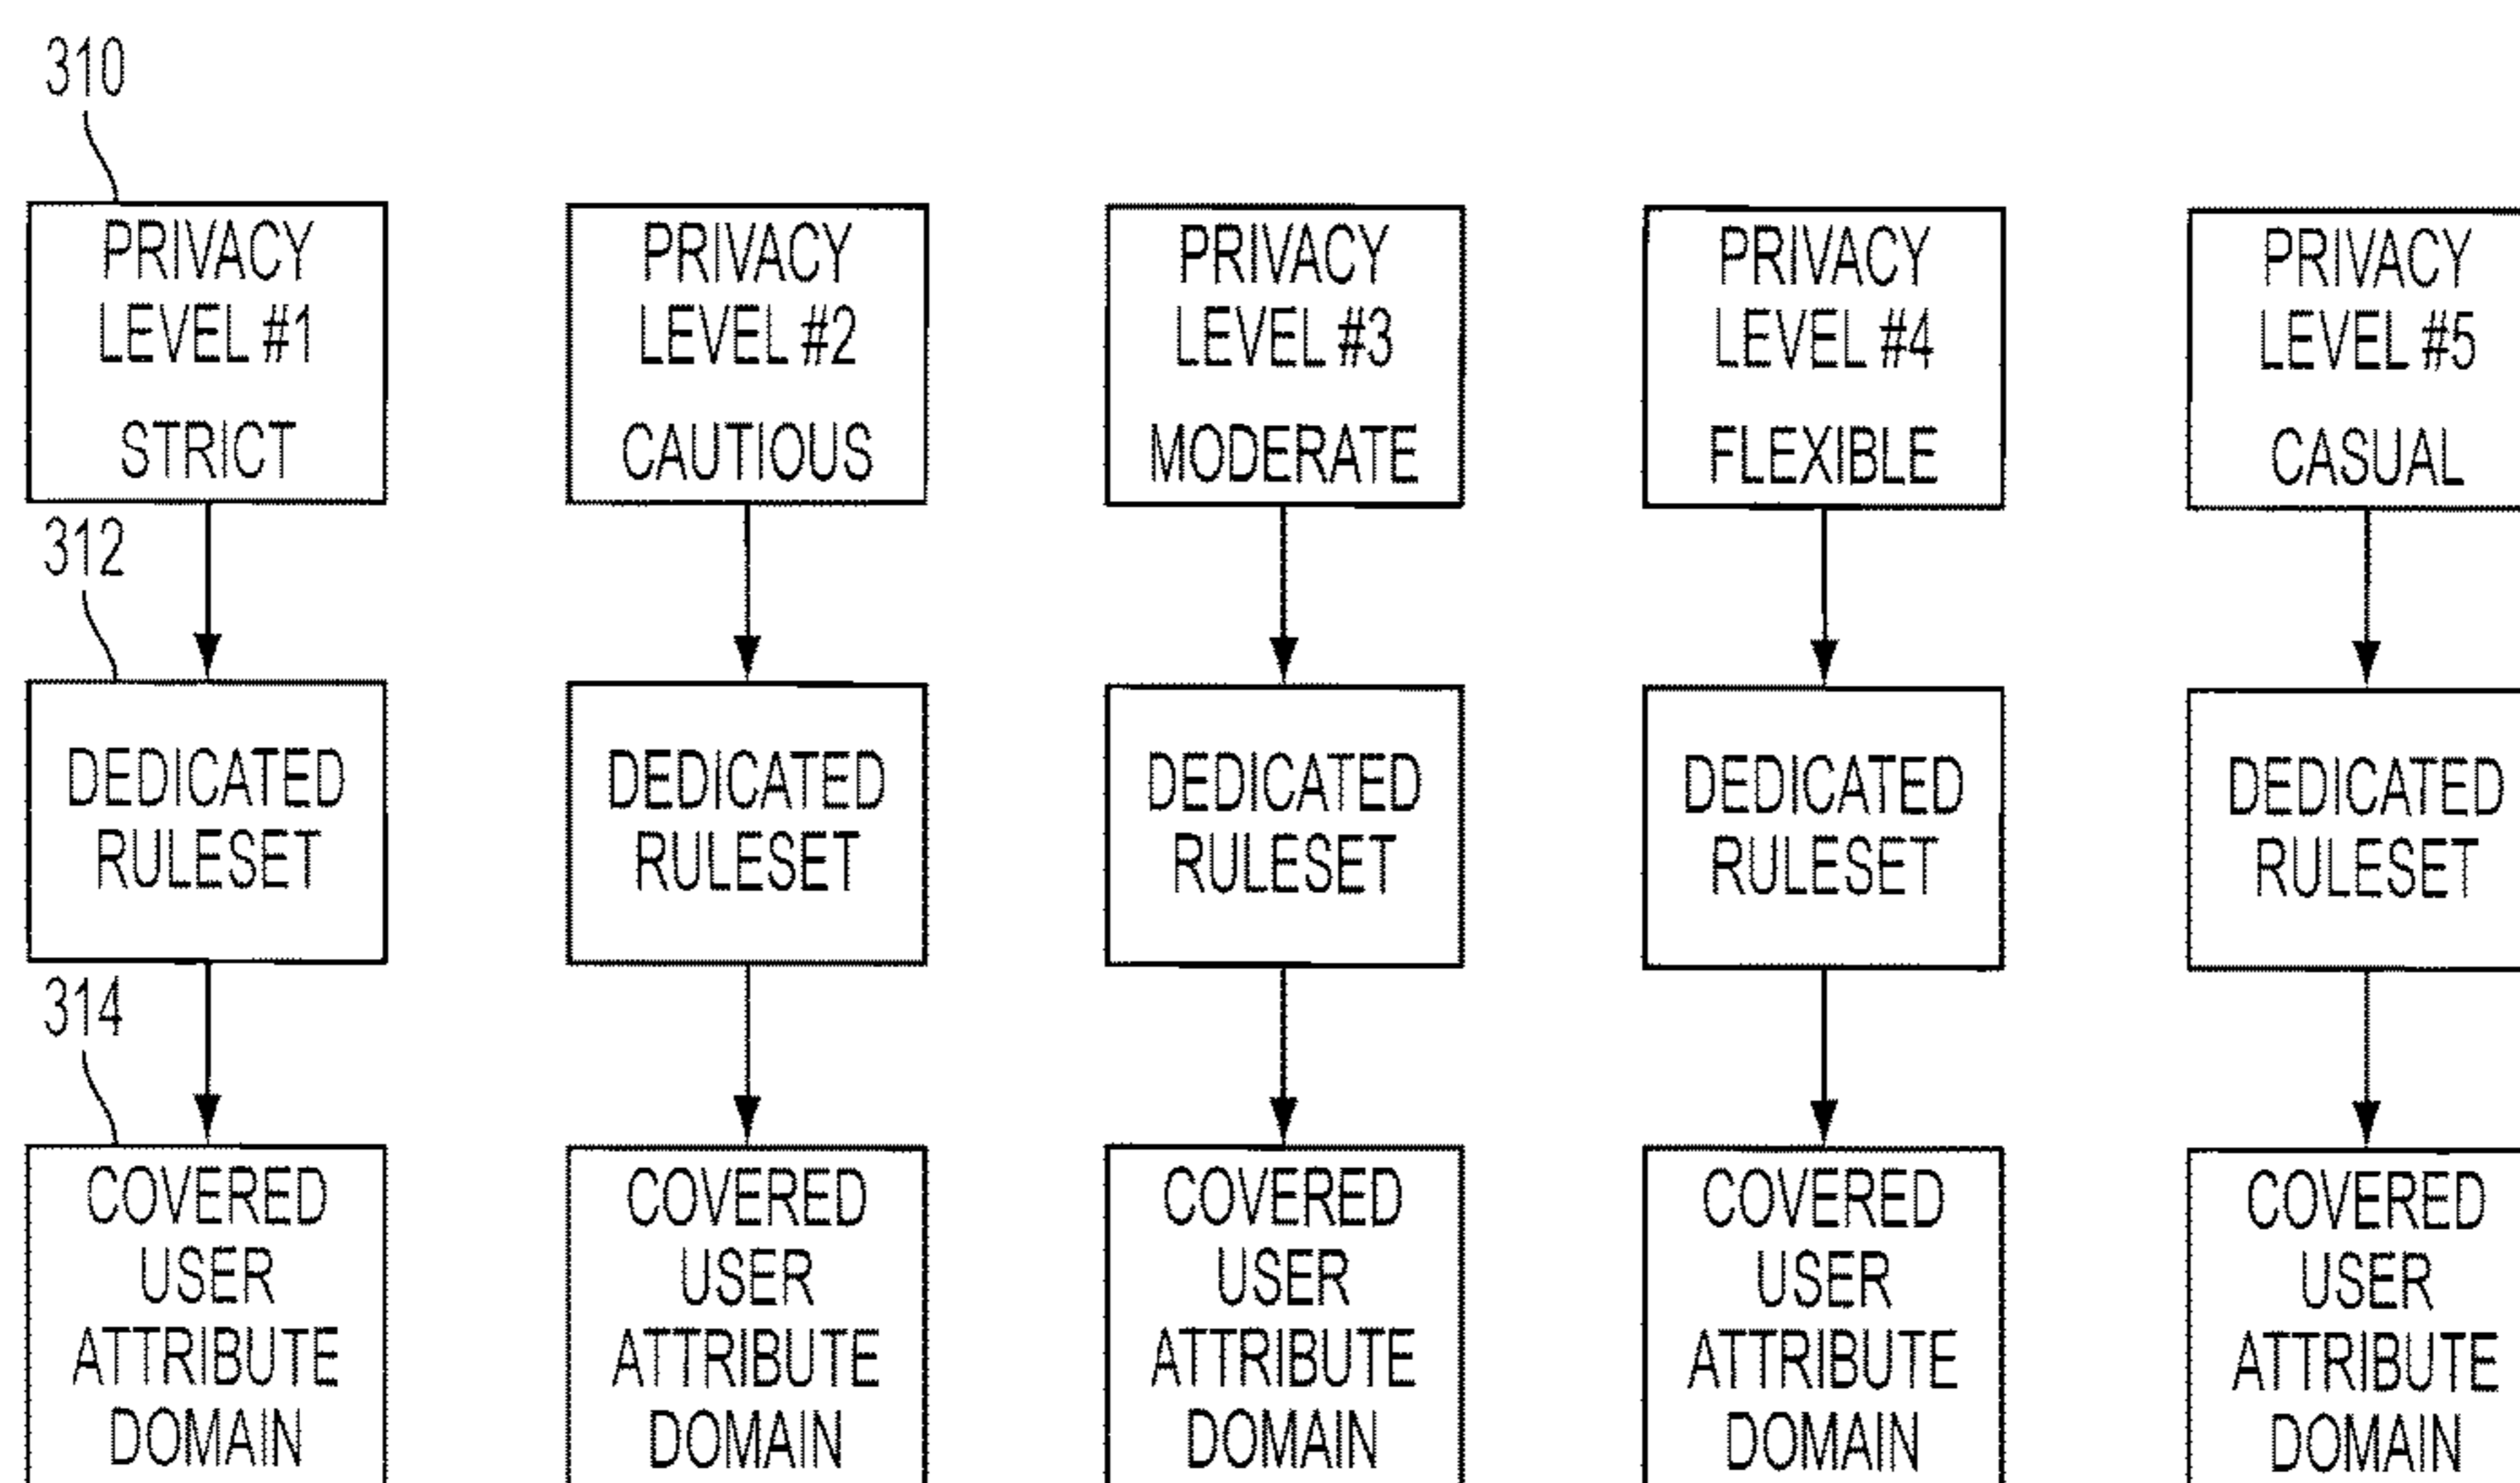 310
PRIVACY
LEVEL #1
STRICT
PRIVACY
LEVEL #2
CAUTIOUS
PRIVACY
LEVEL #3
MODERATE
PRIVACY
LEVEL #4
FLEXIBLE
PRIVACY
LEVEL #5
CASUAL
312
DEDICATED
RULESET
DEDICATED
RULESET
DEDICATED
RULESET
DEDICATED
RULESET
DEDICATED
RULESET
314
COVERED
USER
ATTRIBUTE
DOMAIN
COVERED
USER
ATTRIBUTE
DOMAIN
COVERED
USER
ATTRIBUTE
DOMAIN
COVERED
USER
ATTRIBUTE
DOMAIN
COVERED
USER
ATTRIBUTE
DOMAIN